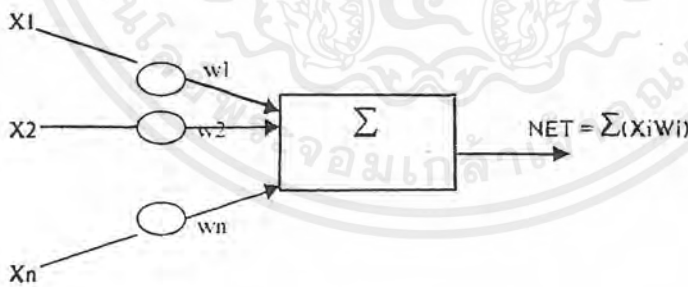 X1
w1
X2
w2
Σ
NET = Σ(XiWi)
wn
Xn